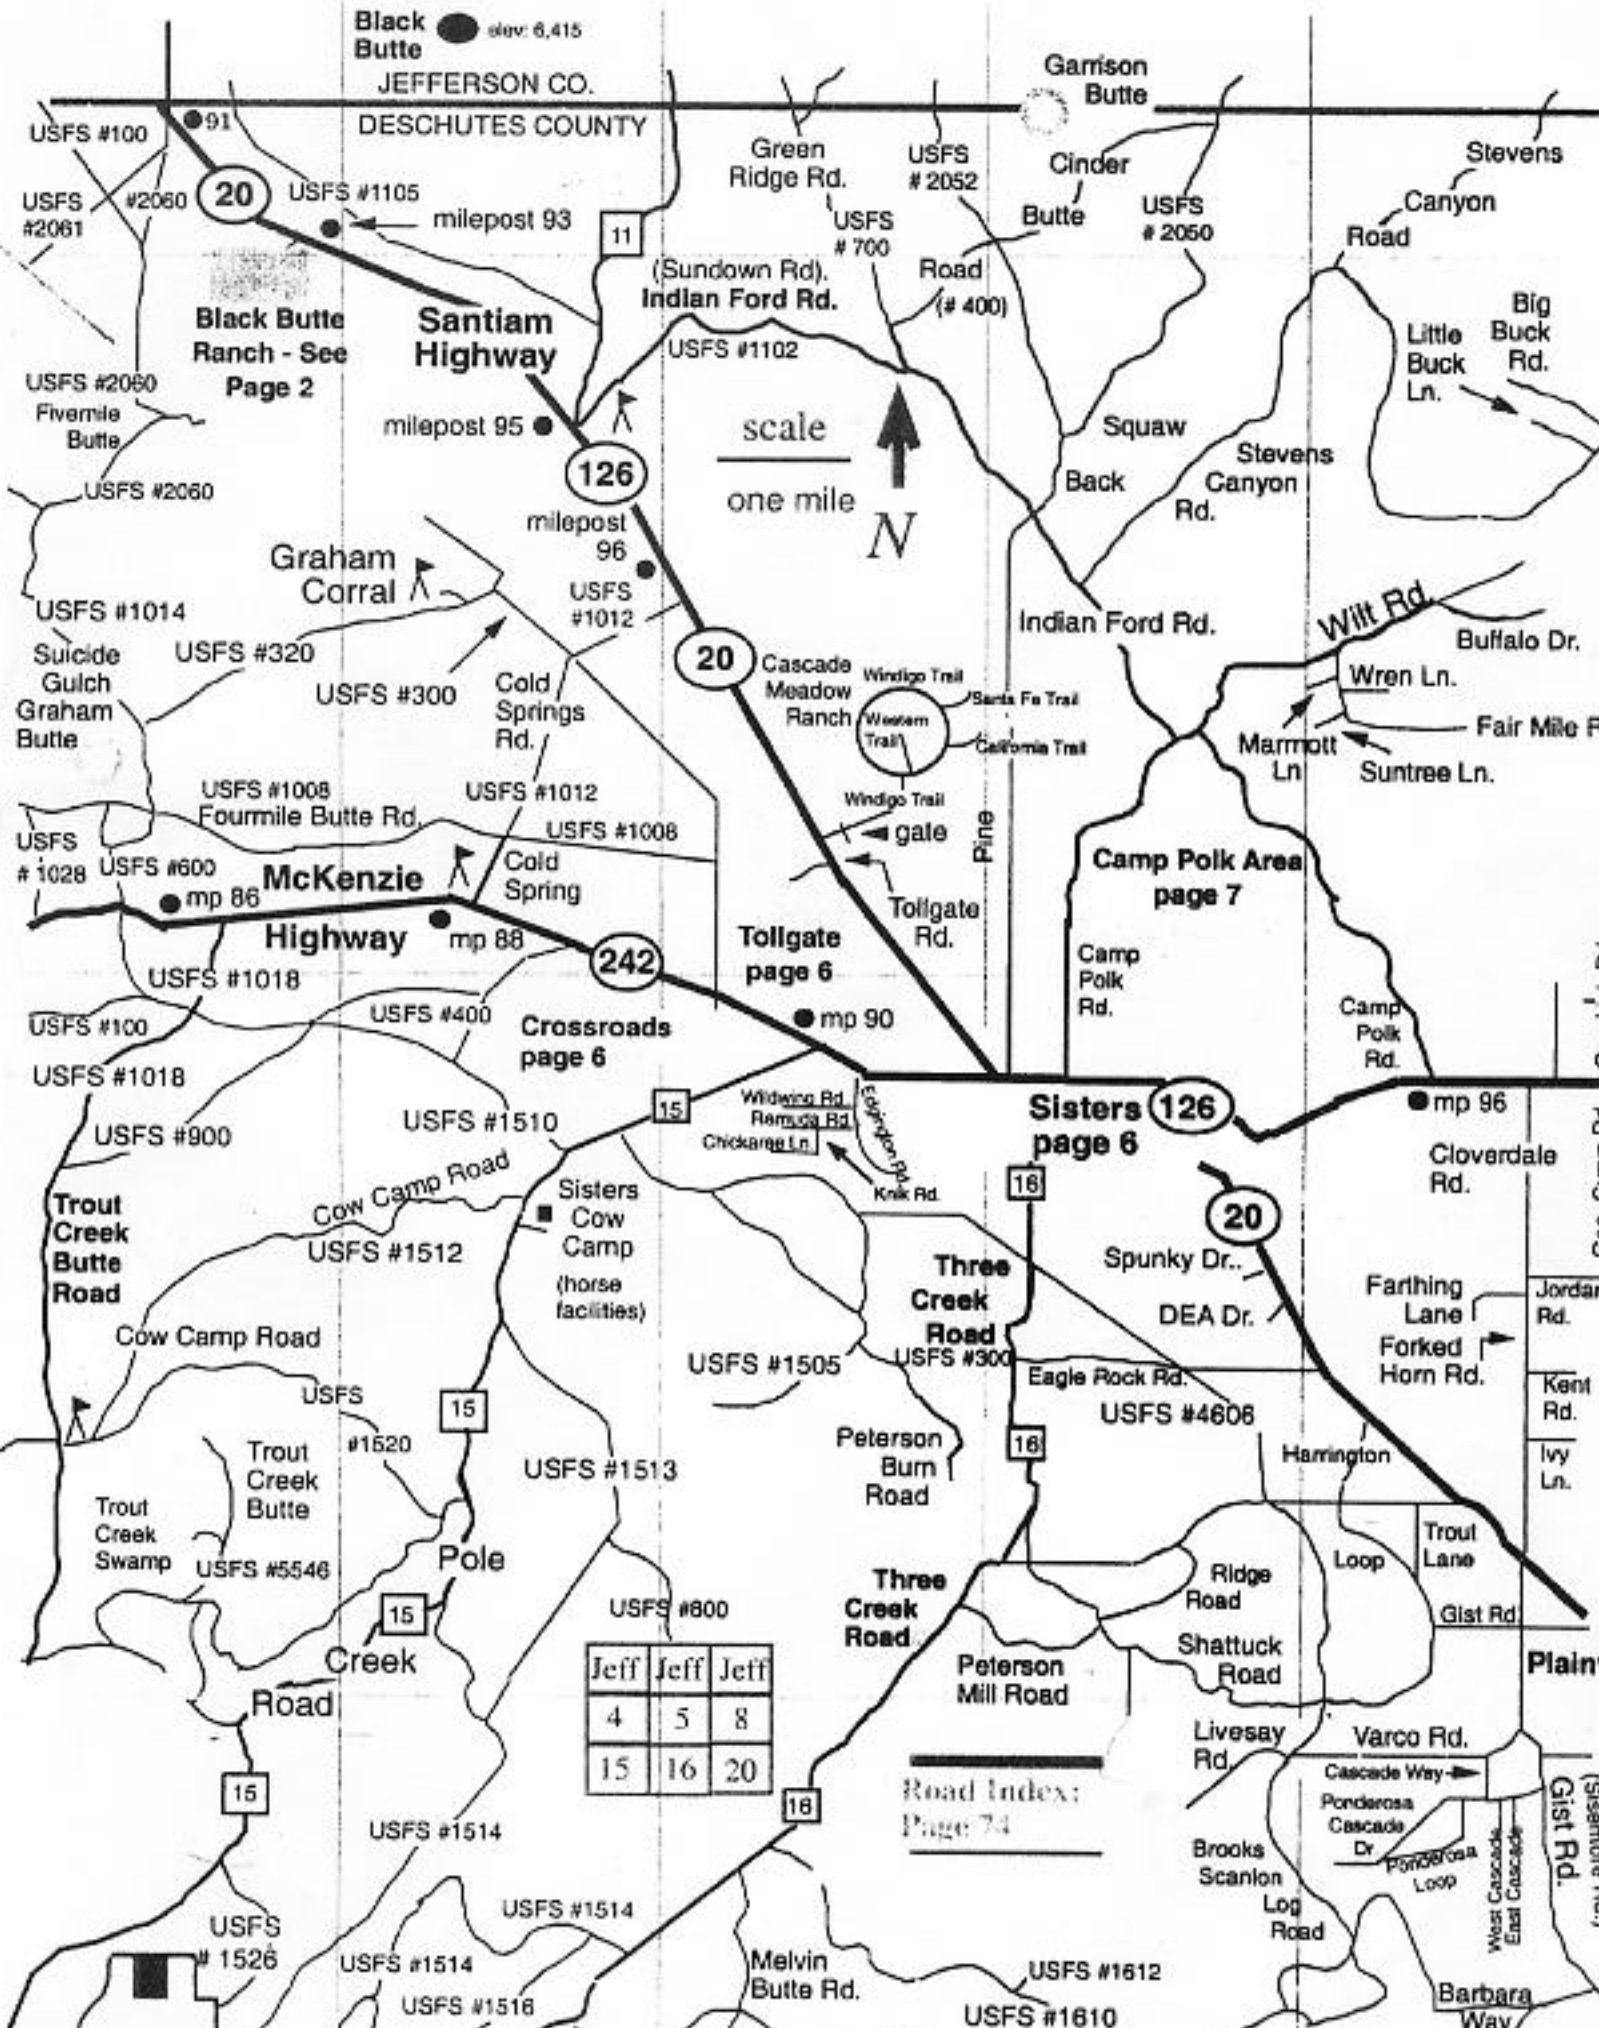 Black
Butte
elev: 6,415
JEFFERSON CO.
DESCHUTES COUNTY
Garrison
Butte
USFS #100
91
20
#2060
USFS
#2061
USFS #1105
milepost 93
11
Green
Ridge Rd.
USFS
# 2052
USFS
# 700
Cinder
Butte
Road
(# 400)
USFS
# 2050
Stevens
Canyon
Road
(Sundown Rd).
Indian Ford Rd.
USFS #1102
Black Butte
Ranch - See
Page 2
Santiam
Highway
Big
Buck
Rd.
Little
Buck
Ln.
USFS #2060
Fivemile
Butte
milepost 95
126
scale
one mile
N
Squaw
Back
Stevens
Canyon
Rd.
USFS #2060
milepost
96
Graham
Corral
USFS
#1012
USFS #1014
USFS #320
USFS #300
Suicide
Gulch
Graham
Butte
Cold
Springs
Rd.
20
Cascade
Meadow
Ranch
Windigo Trail
Santa Fe Trail
Western
Trail
California Trail
Windigo Trail
gate
Indian Ford Rd.
Wilt Rd.
Buffalo Dr.
Wren Ln.
Fair Mile R
Marmott
Ln
Suntree Ln.
USFS #1008
Fourmile Butte Rd.
USFS #1012
USFS #1008
Pine
USFS
# 1028
USFS #600
mp 86
McKenzie
Highway
Cold
Spring
mp 88
242
Tollgate
Rd.
Tollgate
page 6
Camp Polk Area
page 7
Camp
Polk
Rd.
Camp
Polk
Rd.
USFS #1018
USFS #100
USFS #400
Crossroads
page 6
mp 90
USFS #1018
USFS #900
USFS #1510
15
Wildwing Rd.
Remuda Rd.
Chickaree Ln.
Edgington Rd.
Knik Rd.
Sisters
page 6
126
mp 96
Cloverdale
Rd.
Trout
Creek
Butte
Road
Cow Camp Road
USFS #1512
Sisters
Cow
Camp
(horse
facilities)
16
20
Spunky Dr..
DEA Dr.
Three
Creek
Road
USFS #300
Farthing
Lane
Forked
Horn Rd.
Jordan
Rd.
Kent
Rd.
Ivy
Ln.
Cow Camp Road
USFS #1505
Eagle Rock Rd.
USFS #4606
USFS
#1520
15
16
Harrington
Peterson
Burn
Road
USFS #1513
Trout
Creek
Butte
Trout
Creek
Swamp
USFS #5546
Pole
15
Creek
Road
Trout
Lane
Loop
Ridge
Road
Gist Rd.
Three
Creek
Road
USFS #600
Jeff Jeff Jeff
4 5 8
15 16 20
Peterson
Mill Road
Shattuck
Road
Plain
15
16
Road Index:
Page 74
Livesay
Rd.
Varco Rd.
Cascade Way
Ponderosa
Cascade
Dr.
Ponderosa
Loop
West Cascade
East Cascade
Gist Rd.
USFS #1514
Brooks
Scanlon
Log
Road
USFS
# 1526
USFS #1514
USFS #1514
USFS #1516
Melvin
Butte Rd.
USFS #1612
USFS #1610
Barbara
Way